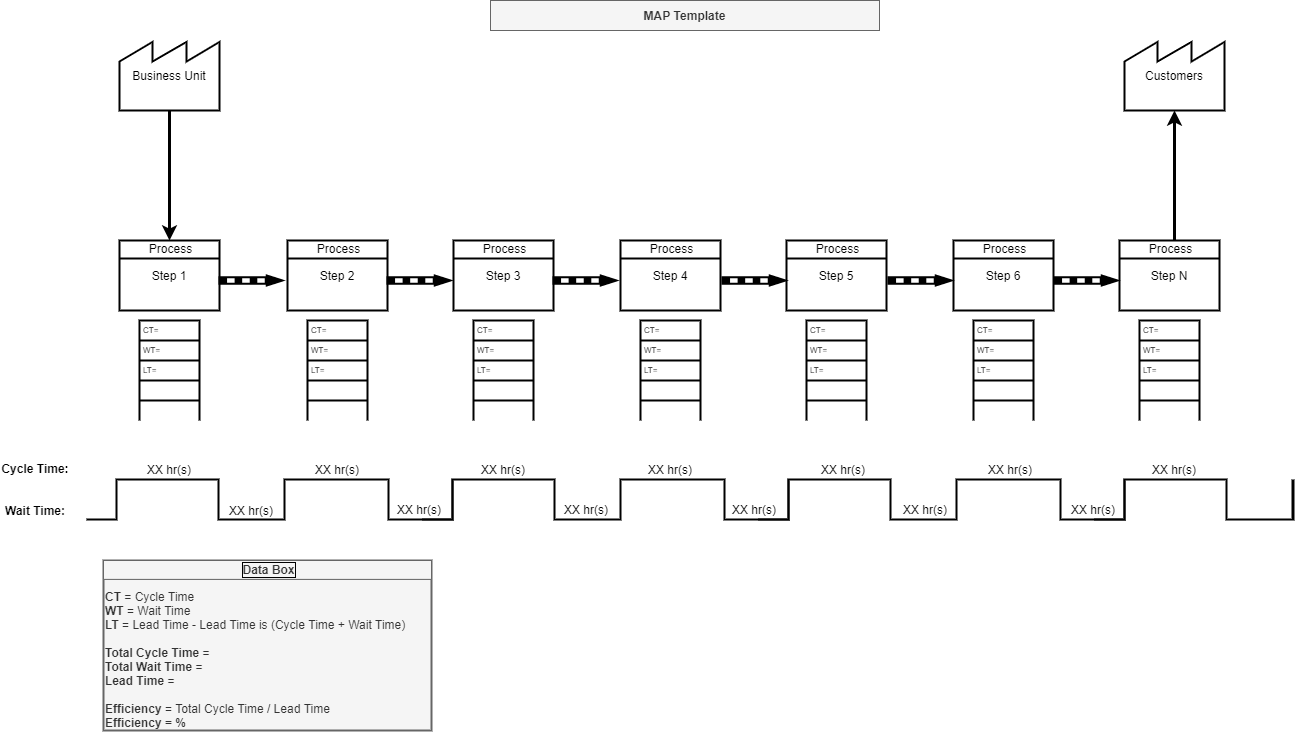 MAP Template
Business Unit
Customers
Process
Process
Process
Process
Process
Process
Process
Step 1
Step 2
Step 3
Step 4
Step 5
Step 6
Step N
CT=
CT=
CT=
CT=
CT=
CT=
CT=
WT=
WT=
WT=
WT=
WT=
WT=
WT=
LT=
LT=
LT=
LT=
LT=
LT=
LT=
Cycle Time:
XX hr(s)
XX hr(s)
XX hr(s)
XX hr(s)
XX hr(s)
XX hr(s)
XX hr(s)
Wait Time:
XX hr(s)
XX hr(s)
XX hr(s)
XX hr(s)
XX hr(s)
XX hr(s)
Data Box
CT = Cycle Time
WT = Wait Time
LT = Lead Time - Lead Time is (Cycle Time + Wait Time)
Total Cycle Time =
Total Wait Time =
Lead Time =
Efficiency = Total Cycle Time / Lead Time
Efficiency = %